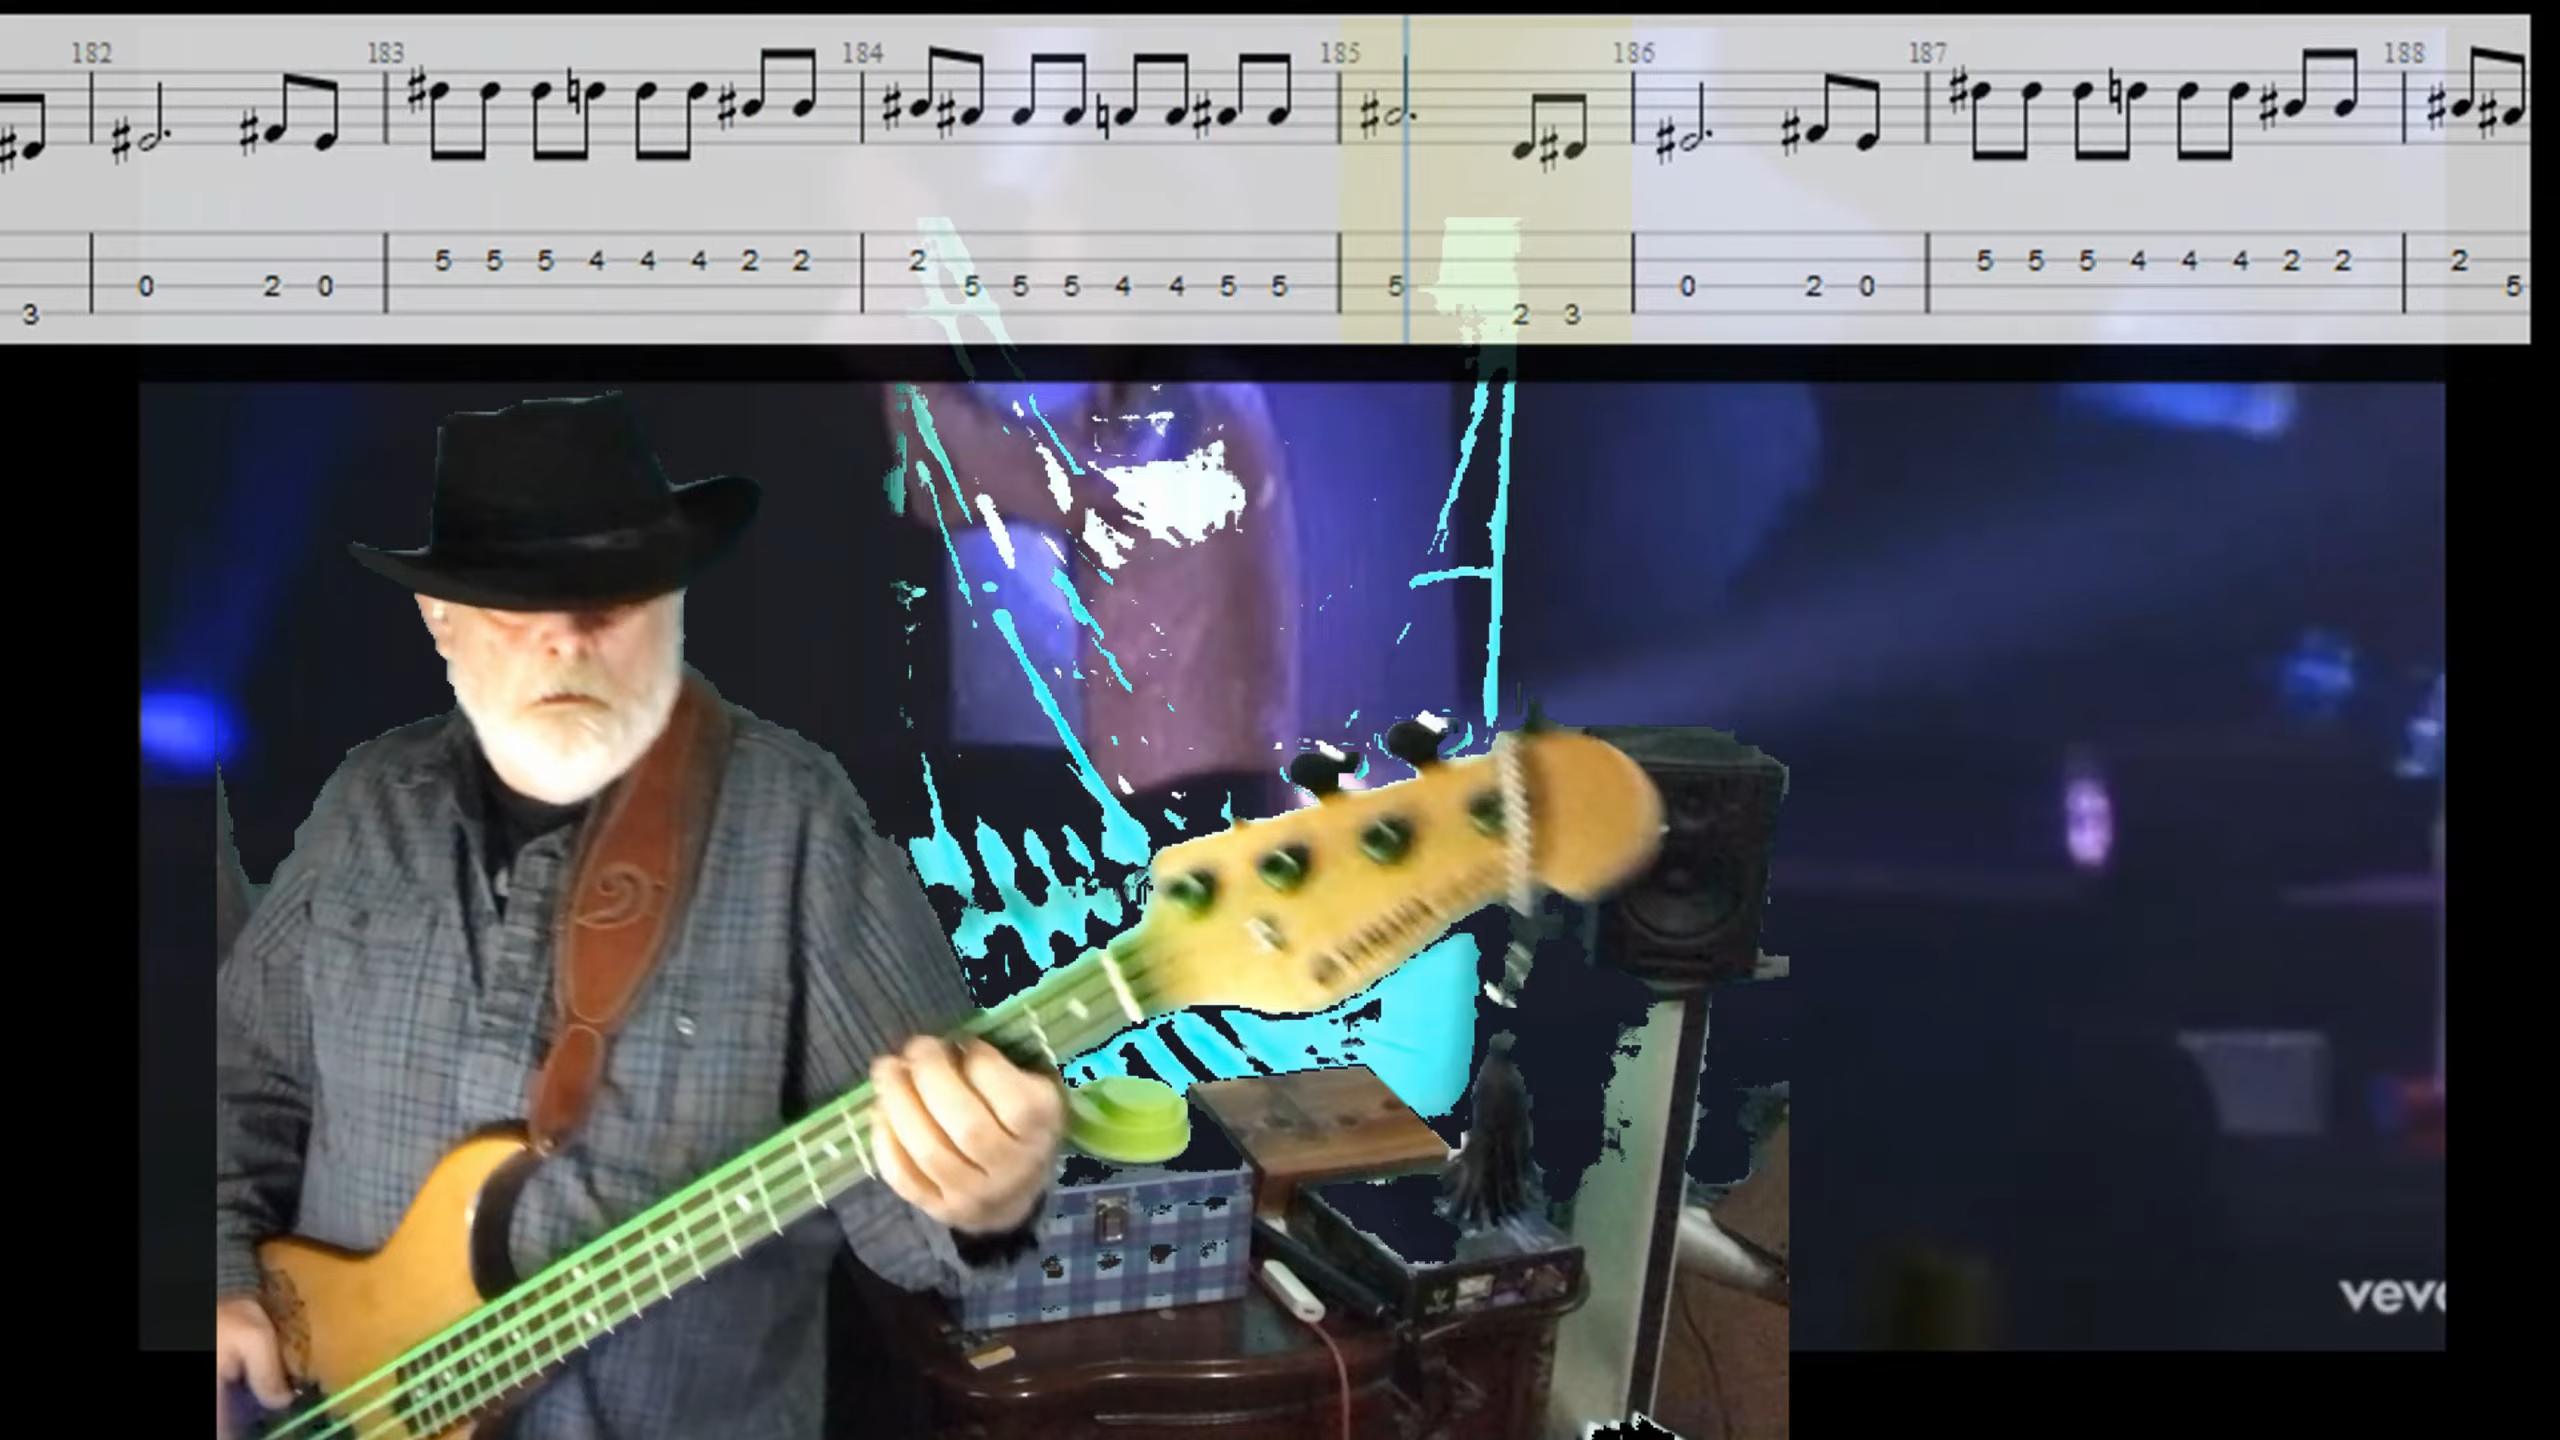 182 183 184 185 186 187 188
5 5 5 4 4 4 2 2 2 5 5 5 4 4 4 2 2 2
0 2 0 5 5 5 4 4 5 5 5 0 2 0 5
3 2 3
YAMAHA
vev